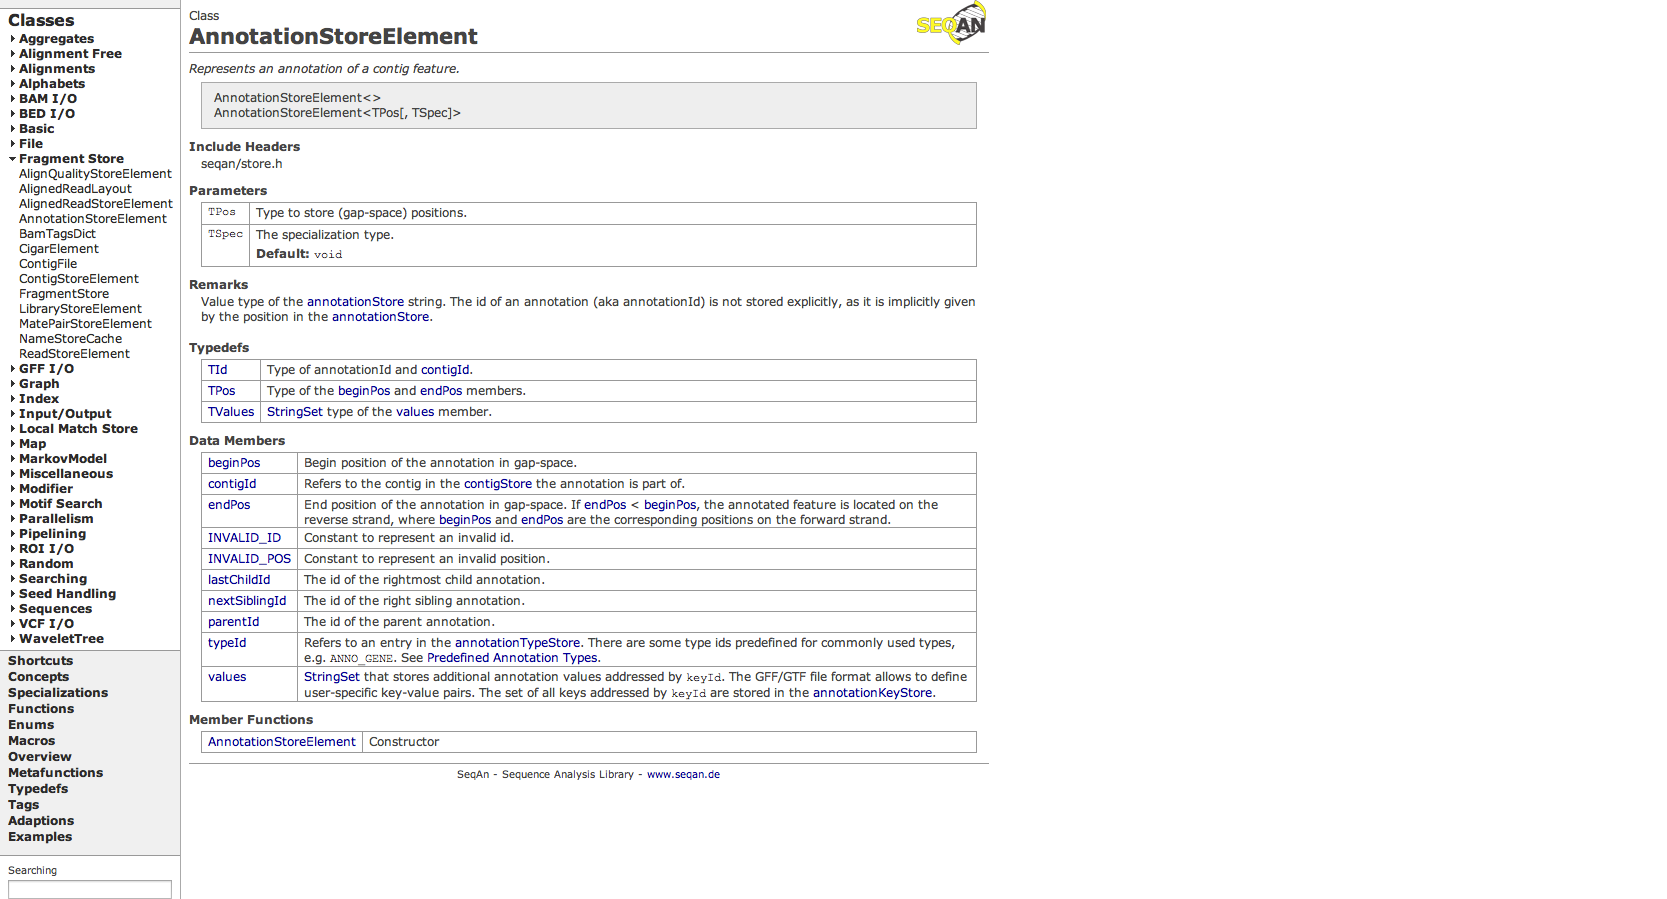 Classes
Aggregates
Alignment Free
Alignments
Alphabets
BAM I/O
BED I/O
Basic
File
Fragment Store
AlignQualityStoreElement
AlignedReadLayout
AlignedReadStoreElement
AnnotationStoreElement
BamTagsDict
CigarElement
ContigFile
ContigStoreElement
FragmentStore
LibraryStoreElement
MatePairStoreElement
NameStoreCache
ReadStoreElement
GFF I/O
Graph
Index
Input/Output
Local Match Store
Map
MarkovModel
Miscellaneous
Modifier
Motif Search
Parallelism
Pipelining
ROI I/O
Random
Searching
Seed Handling
Sequences
VCF I/O
WaveletTree
Shortcuts
Concepts
Specializations
Functions
Enums
Macros
Overview
Metafunctions
Typedefs
Tags
Adaptions
Examples
Searching
Class
AnnotationStoreElement
SEQAN
Represents an annotation of a contig feature.
AnnotationStoreElement<>
AnnotationStoreElement<TPos[, TSpec]>
Include Headers
seqan/store.h
Parameters
TPos Type to store (gap-space) positions.
TSpec The specialization type.
Default: void
Remarks
Value type of the annotationStore string. The id of an annotation (aka annotationId) is not stored explicitly, as it is implicitly given
by the position in the annotationStore.
Typedefs
TId Type of annotationId and contigId.
TPos Type of the beginPos and endPos members.
TValues StringSet type of the values member.
Data Members
beginPos Begin position of the annotation in gap-space.
contigId Refers to the contig in the contigStore the annotation is part of.
endPos End position of the annotation in gap-space. If endPos < beginPos, the annotated feature is located on the
reverse strand, where beginPos and endPos are the corresponding positions on the forward strand.
INVALID_ID Constant to represent an invalid id.
INVALID_POS Constant to represent an invalid position.
lastChildId The id of the rightmost child annotation.
nextSiblingId The id of the right sibling annotation.
parentId The id of the parent annotation.
typeId Refers to an entry in the annotationTypeStore. There are some type ids predefined for commonly used types,
e.g. ANNO_GENE. See Predefined Annotation Types.
values StringSet that stores additional annotation values addressed by keyId. The GFF/GTF file format allows to define
user-specific key-value pairs. The set of all keys addressed by keyId are stored in the annotationKeyStore.
Member Functions
AnnotationStoreElement Constructor
SeqAn - Sequence Analysis Library - www.seqan.de